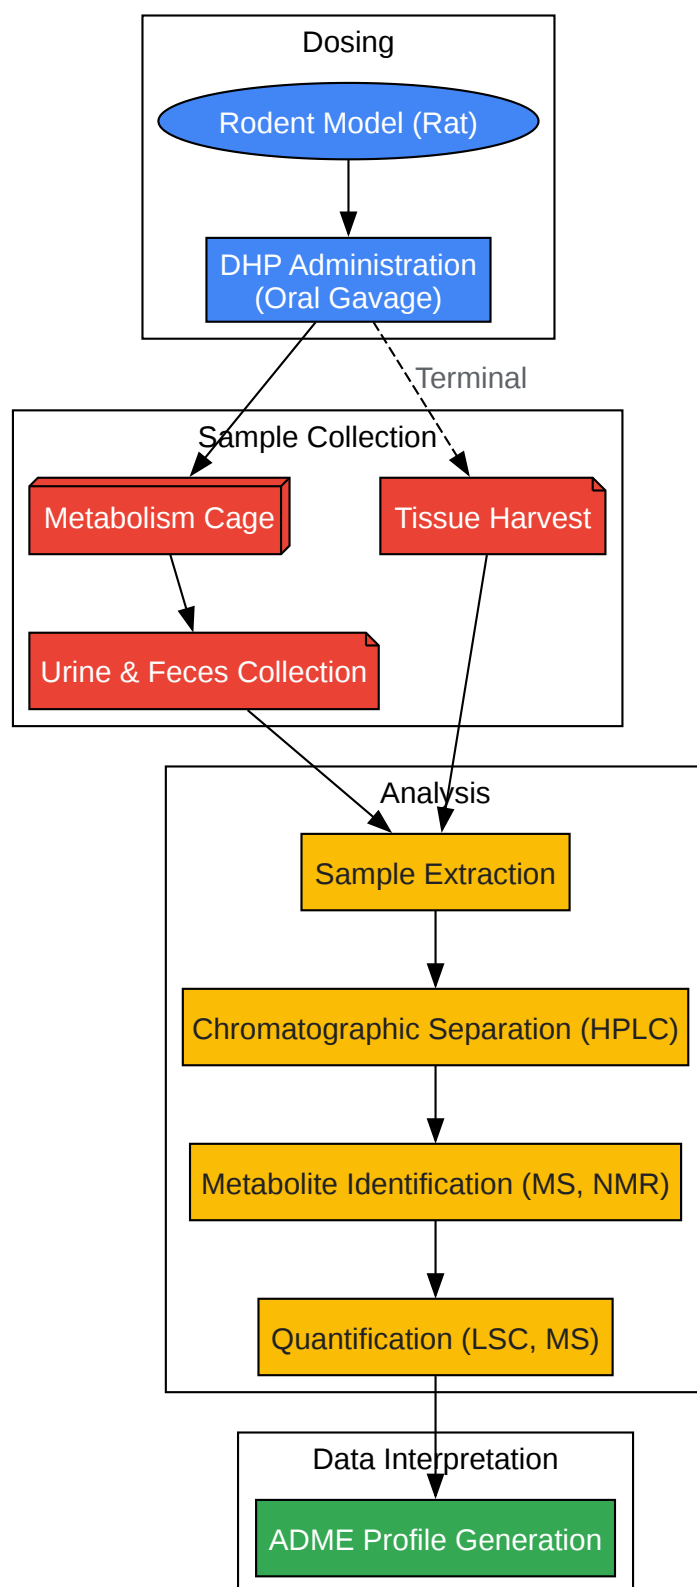 Dosing
Rodent Model (Rat)
DHP Administration
(Oral Gavage)
Terminal
Sample Collection
Metabolism Cage
Tissue Harvest
Urine & Feces Collection
Analysis
Sample Extraction
Chromatographic Separation (HPLC)
Metabolite Identification (MS, NMR)
Quantification (LSC, MS)
Data Interpretation
ADME Profile Generation